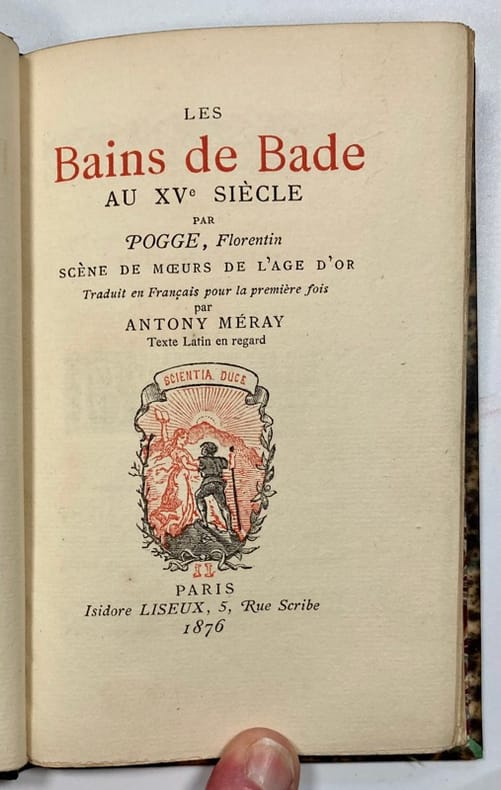 LES
Bains de Bade
AU XVe SIÈCLE
PAR
POGGE, Florentin
SCÈNE DE MŒURS DE L'AGE D'OR
Traduit en Français pour la première fois
par
ANTONY MÉRAY
Texte Latin en regard
SCIENTIA DUCE
IL
PARIS
Isidore LISEUX, 5, Rue Scribe
1876